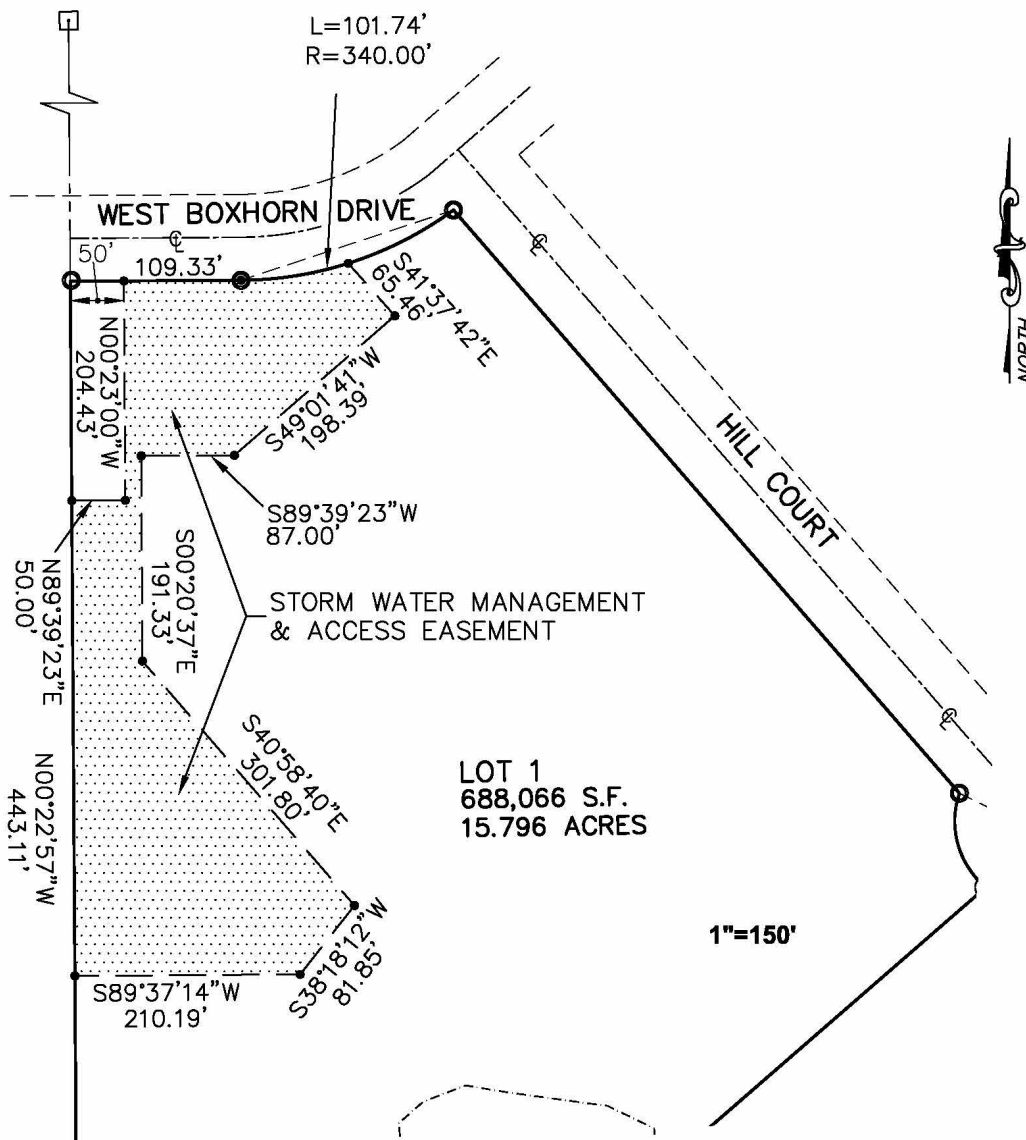 L=101.74'
R=340.00'
WEST BOXHORN DRIVE
℄
℄
50'
109.33'
S41°37'42"E
65.46'
NORTH
N00°23'00"W
204.43'
S49°01'41"W
198.39'
HILL COURT
S89°39'23"W
87.00'
N89°39'23"E
50.00'
S00°20'37"E
191.33'
STORM WATER MANAGEMENT
& ACCESS EASEMENT
℄
S40°58'40"E
301.80'
N00°22'57"W
443.11'
LOT 1
688,066 S.F.
15.796 ACRES
1"=150'
S38°18'12"W
81.85'
S89°37'14"W
210.19'